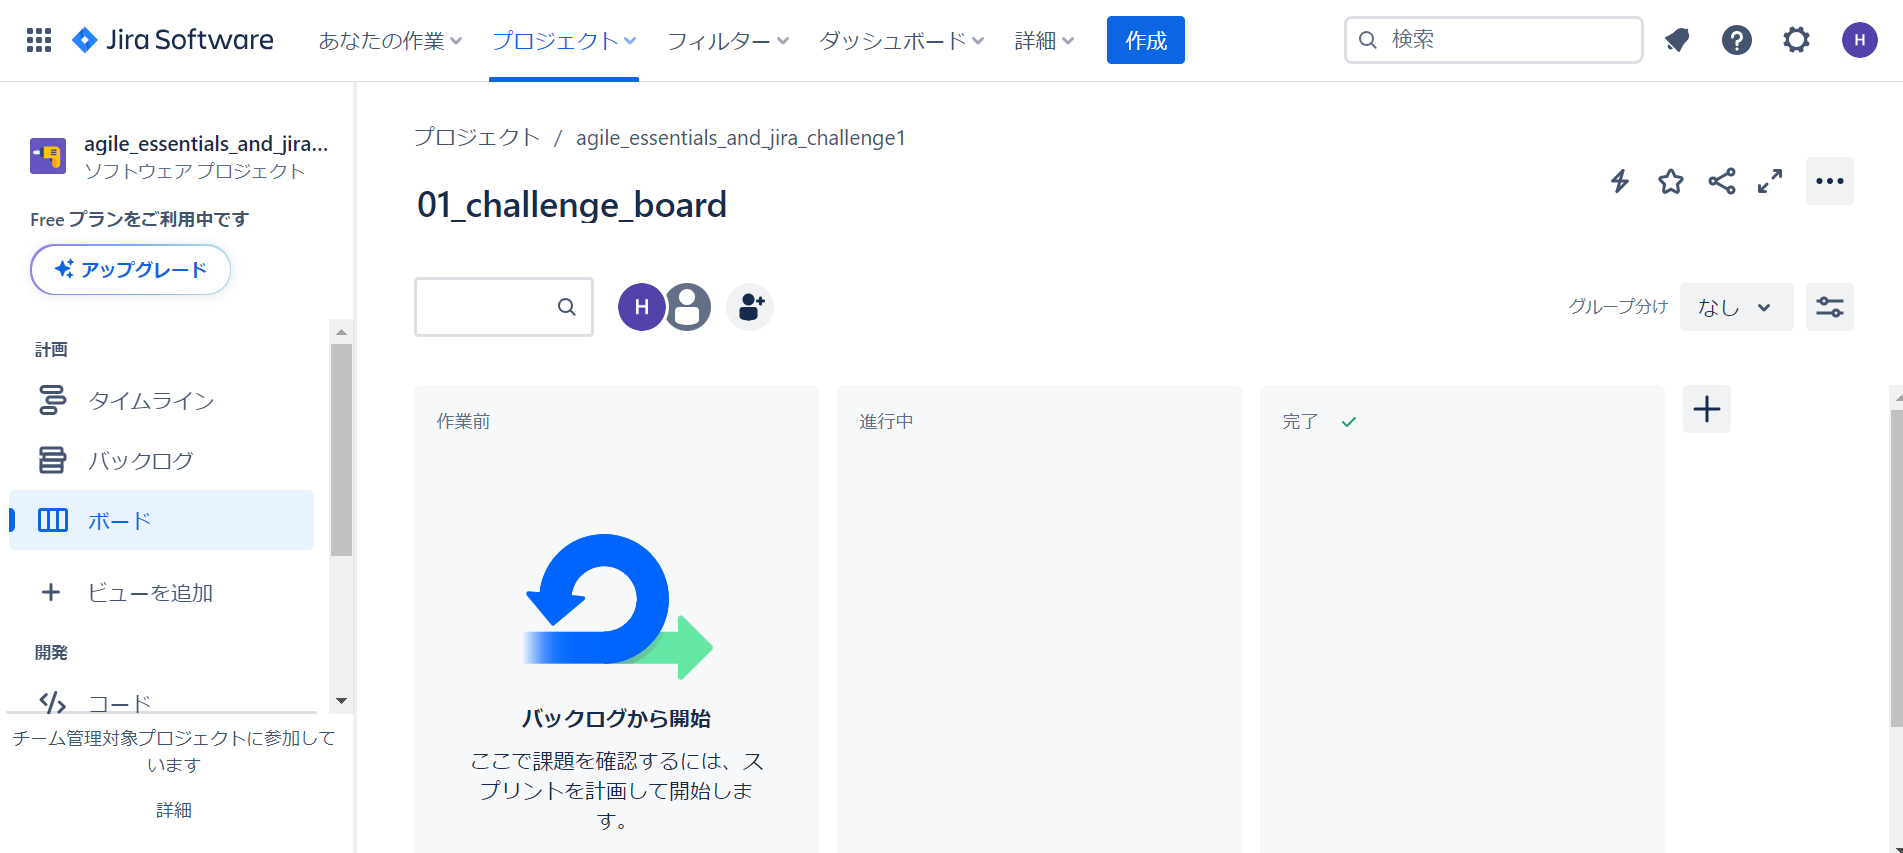 Jira Software
あなたの作業
プロジェクト
フィルター
ダッシュボード
詳細
作成
検索
H
agile_essentials_and_jira...
ソフトウェア プロジェクト
Free プランをご利用中です
アップグレード
計画
タイムライン
バックログ
ボード
ビューを追加
開発
コード
チーム管理対象プロジェクトに参加して
います
詳細
プロジェクト / agile_essentials_and_jira_challenge1
01_challenge_board
H
グループ分け
なし
作業前
進行中
完了
バックログから開始
ここで課題を確認するには、ス
プリントを計画して開始しま
す。